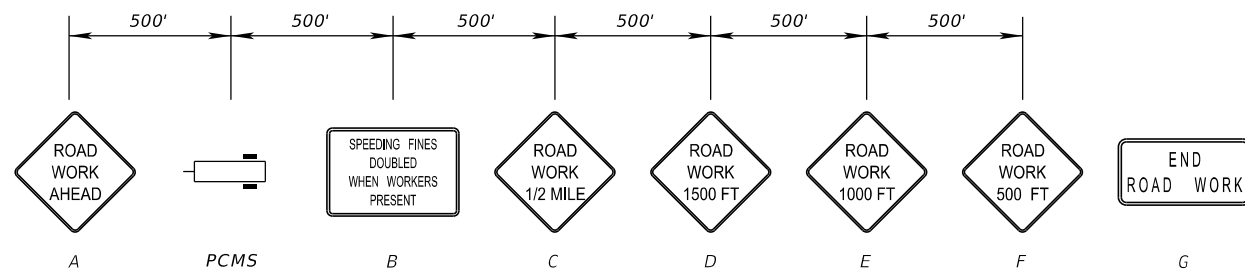 500' 500' 500' 500' 500' 500'
ROAD
WORK
AHEAD
SPEEDING FINES
DOUBLED
WHEN WORKERS
PRESENT
ROAD
WORK
1/2 MILE
ROAD
WORK
1500 FT
ROAD
WORK
1000 FT
ROAD
WORK
500 FT
END
ROAD WORK
A PCMS B C D E F G